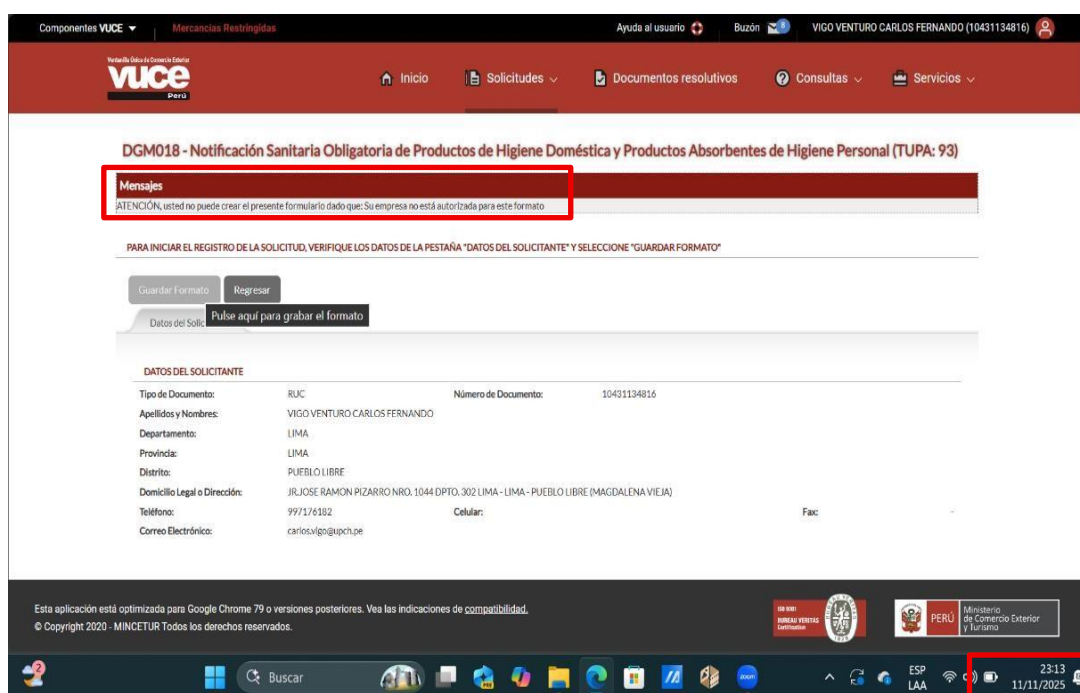 Componentes VUCE
Mercancías Restringidas
Ayuda al usuario
Buzón
8
VIGO VENTURO CARLOS FERNANDO (10431134816)
Ventanilla Única de Comercio Exterior
vuce
Perú
Inicio
Solicitudes
Documentos resolutivos
Consultas
Servicios
DGM018 - Notificación Sanitaria Obligatoria de Productos de Higiene Doméstica y Productos Absorbentes de Higiene Personal (TUPA: 93)
Mensajes
ATENCIÓN, usted no puede crear el presente formulario dado que: Su empresa no está autorizada para este formato
PARA INICIAR EL REGISTRO DE LA SOLICITUD, VERIFIQUE LOS DATOS DE LA PESTAÑA "DATOS DEL SOLICITANTE" Y SELECCIONE "GUARDAR FORMATO"
Guardar Formato
Regresar
Pulse aquí para grabar el formato
Datos del Solic
DATOS DEL SOLICITANTE
Tipo de Documento: RUC Número de Documento: 10431134816
Apellidos y Nombres: VIGO VENTURO CARLOS FERNANDO
Departamento: LIMA
Provincia: LIMA
Distrito: PUEBLO LIBRE
Domicilio Legal o Dirección: JR.JOSE RAMON PIZARRO NRO. 1044 DPTO. 302 LIMA - LIMA - PUEBLO LIBRE (MAGDALENA VIEJA)
Teléfono: 997176182 Celular: Fax: -
Correo Electrónico: carlos.vigo@upch.pe
Esta aplicación está optimizada para Google Chrome 79 o versiones posteriores. Vea las indicaciones de compatibilidad.
© Copyright 2020 - MINCETUR Todos los derechos reservados.
ISO 9001
BUREAU VERITAS
Certification
PERÚ
Ministerio
de Comercio Exterior
y Turismo
2
Buscar
zoom
ESP
LAA
23:13
11/11/2025